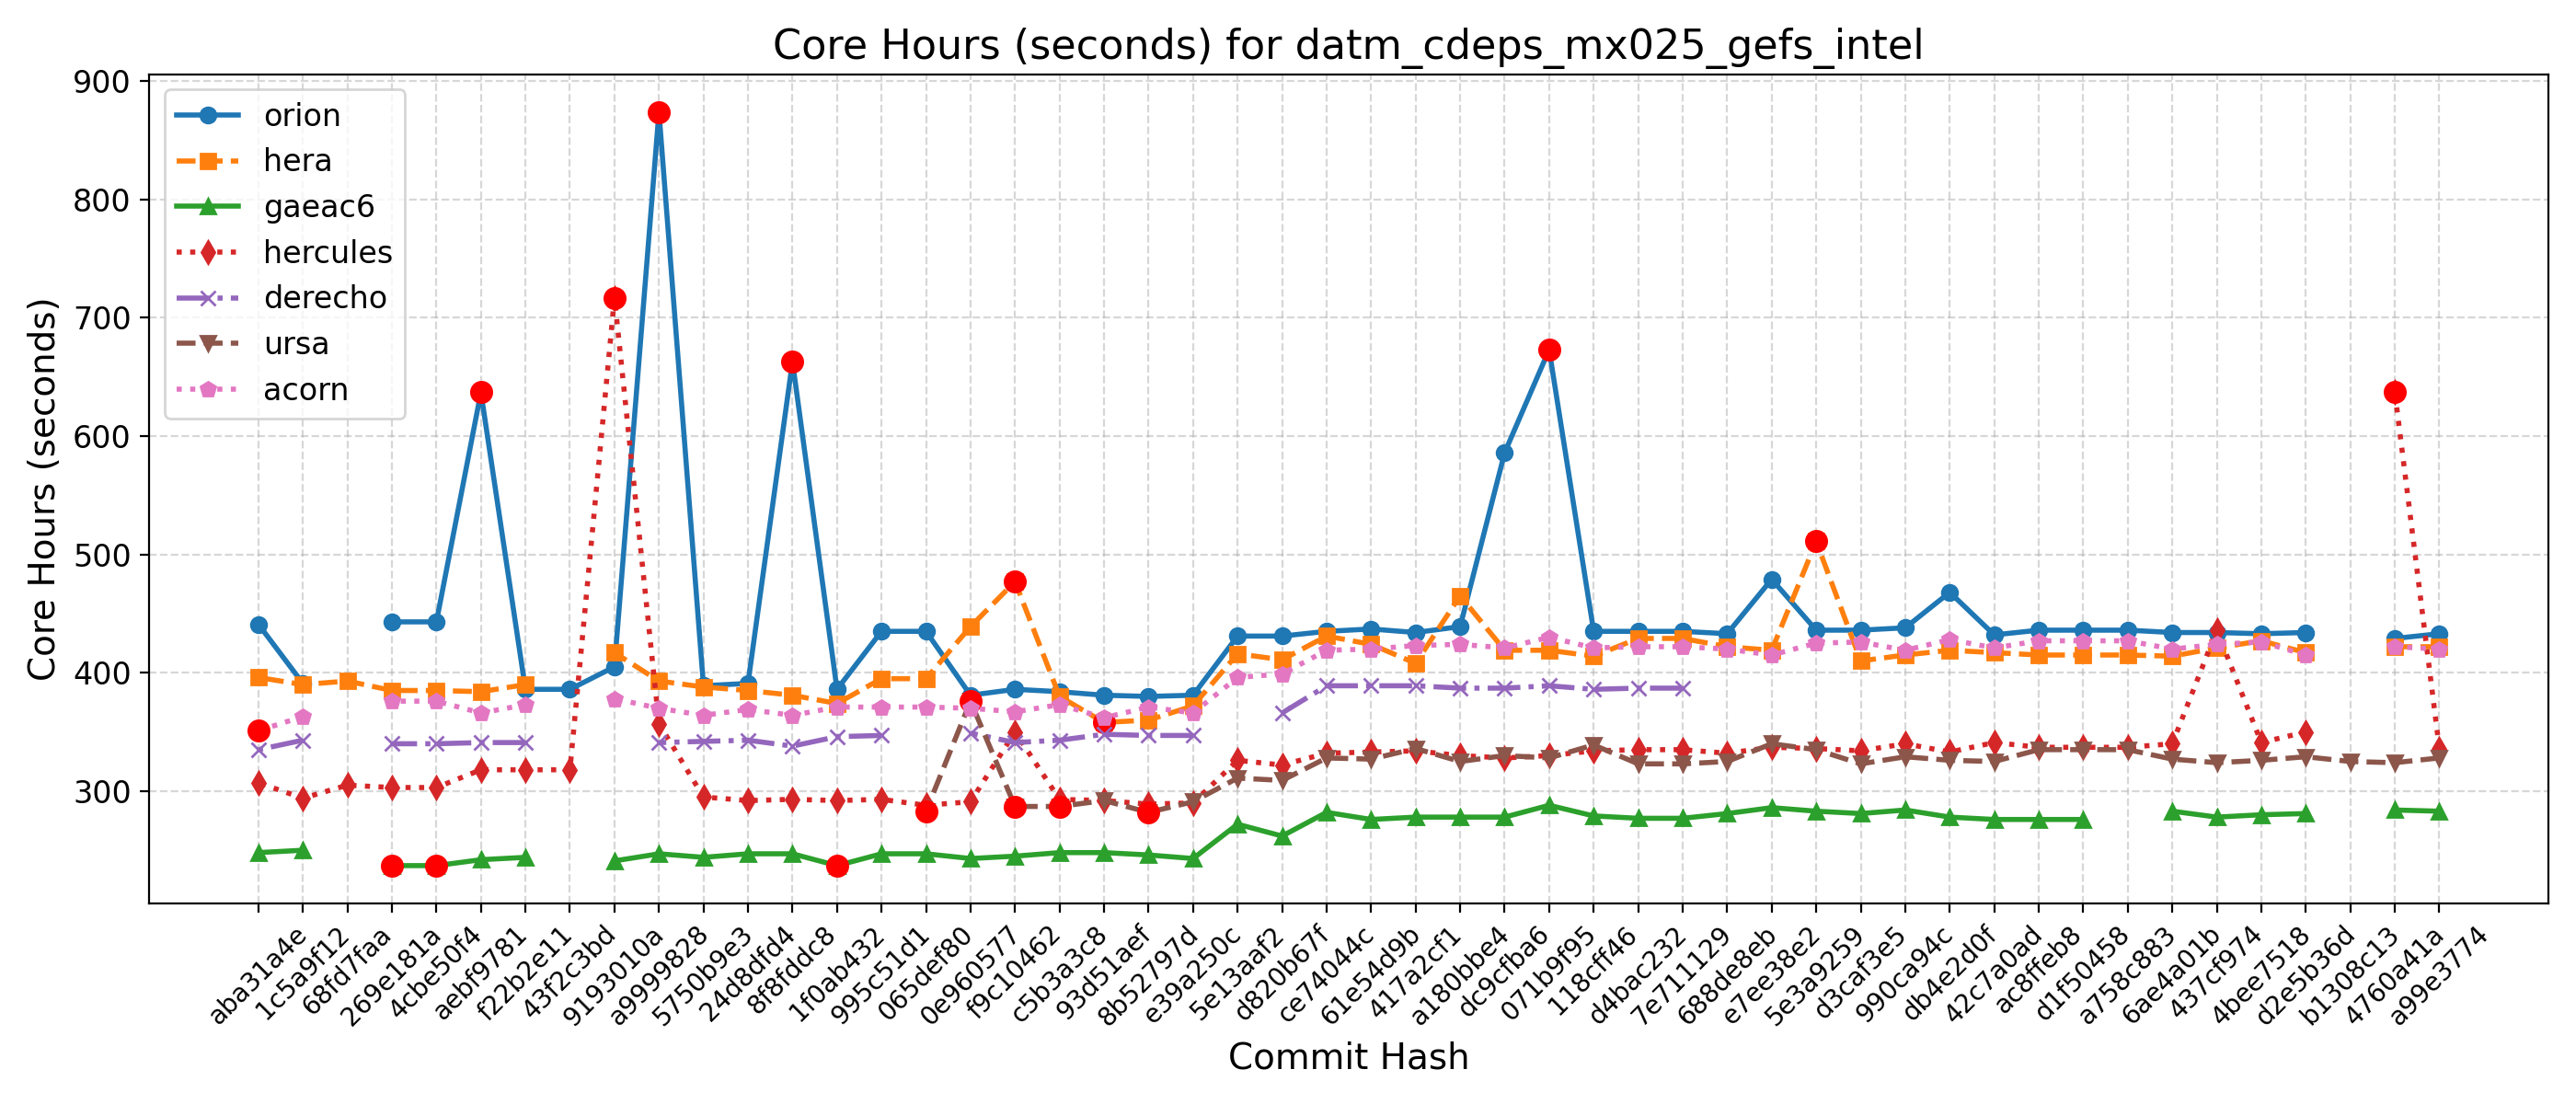 Core Hours (seconds) for datm_cdeps_mx025_gefs_intel
Core Hours (seconds)
900
800
700
600
500
400
300
orion
hera
gaeac6
hercules
derecho
ursa
acorn
aba31a4e
1c5a9f12
68fd7faa
269e181a
4cbe50f4
aebf9781
f22b2e11
43f2c3bd
9193010a
a9999828
5750b9e3
24d8dfd4
8f8fddc8
1f0ab432
995c51d1
065def80
0e960577
f9c10462
c5b3a3c8
93d51aef
8b52797d
e39a250c
5e13aaf2
d820b67f
ce74044c
61e54d9b
417a2cf1
a180bbe4
dc9cfba6
071b9f95
118cff46
d4bac232
7e711129
688de8eb
e7ee38e2
5e3a9259
d3caf3e5
990ca94c
db4e2d0f
42c7a0ad
ac8ffeb8
d1f50458
a758c883
6ae4a01b
437cf974
4bee7518
d2e5b36d
b1308c13
4760a41a
a99e3774
Commit Hash